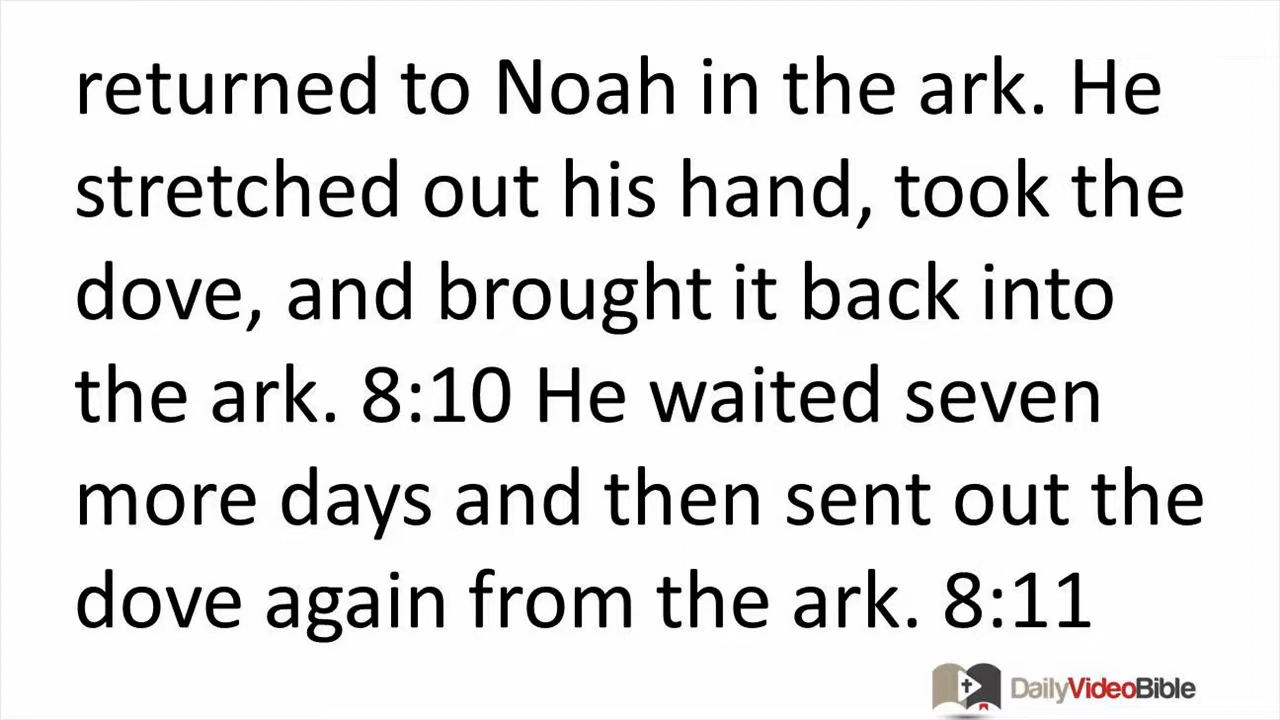 returned to Noah in the ark. He
stretched out his hand, took the
dove, and brought it back into
the ark. 8:10 He waited seven
more days and then sent out the
dove again from the ark. 8:11
DailyVideoBible